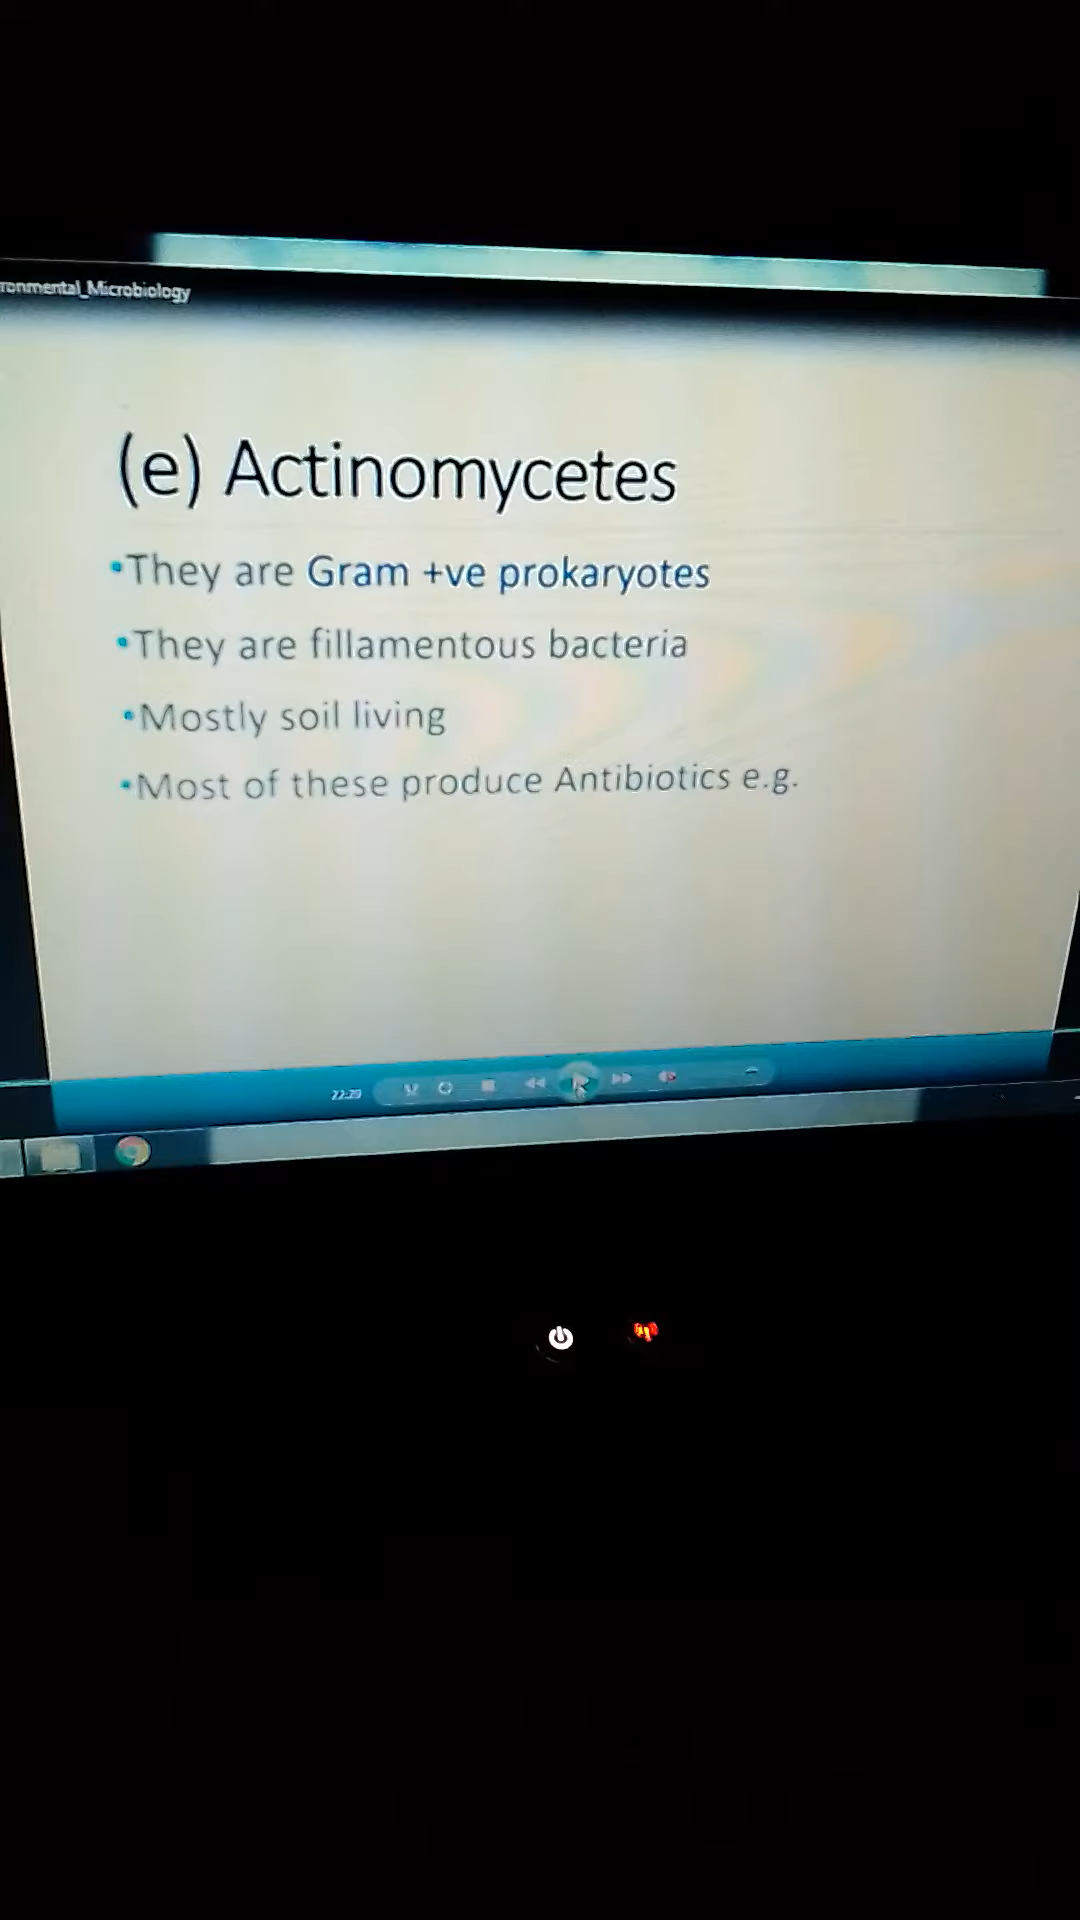 ronmental_Microbiology
(e) Actinomycetes
•They are Gram +ve prokaryotes
•They are fillamentous bacteria
•Mostly soil living
•Most of these produce Antibiotics e.g.
22:29